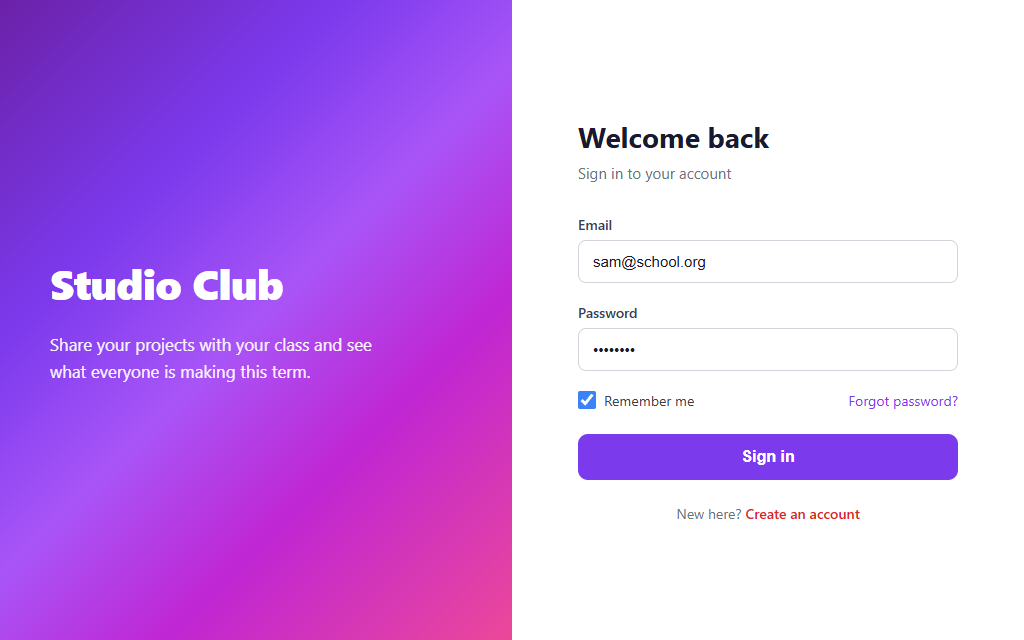 Studio Club
Share your projects with your class and see
what everyone is making this term.
Welcome back
Sign in to your account
Email
sam@school.org
Password
••••••••
Remember me
Forgot password?
Sign in
New here? Create an account